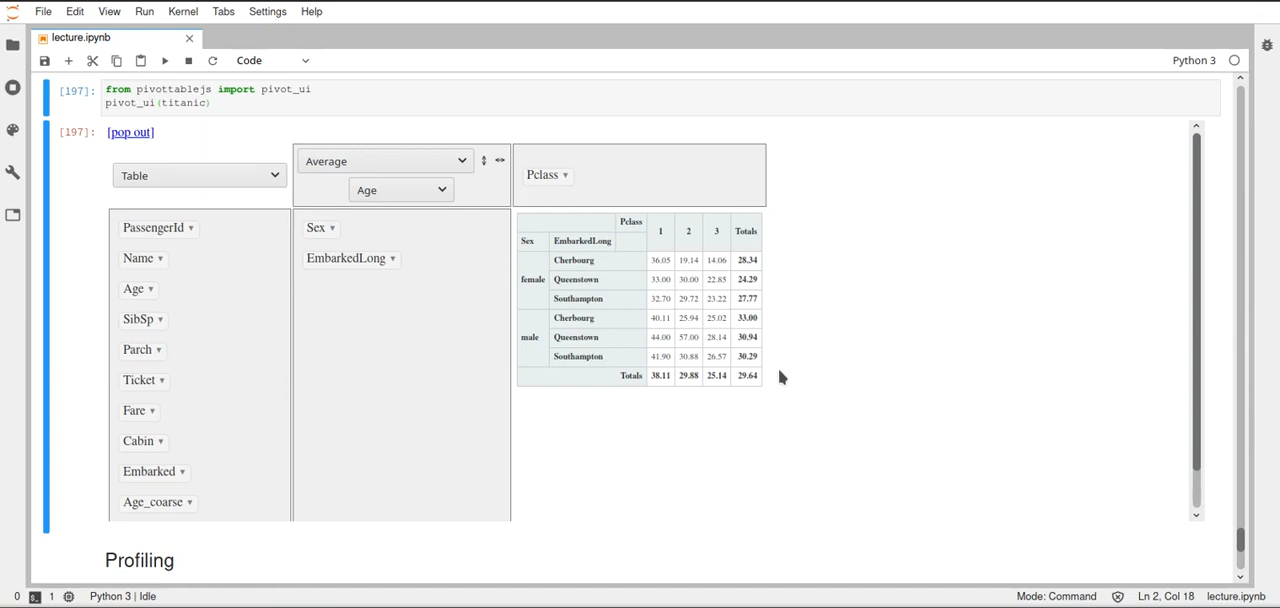 File Edit View Run Kernel Tabs Settings Help
lecture.ipynb
Code
Python 3
[197]: from pivottablejs import pivot_ui
pivot_ui(titanic)
[197]: [pop out]
Table
Average
Age
Pclass
PassengerId
Name
Age
SibSp
Parch
Ticket
Fare
Cabin
Embarked
Age_coarse
Sex
EmbarkedLong
Pclass 1 2 3 Totals
Sex EmbarkedLong
female Cherbourg 36.05 19.14 14.06 28.34
Queenstown 33.00 30.00 22.85 24.29
Southampton 32.70 29.72 23.22 27.77
male Cherbourg 40.11 25.94 25.02 33.00
Queenstown 44.00 57.00 28.14 30.94
Southampton 41.90 30.88 26.57 30.29
Totals 38.11 29.88 25.14 29.64
Profiling
0 1 Python 3 | Idle Mode: Command Ln 2, Col 18 lecture.ipynb